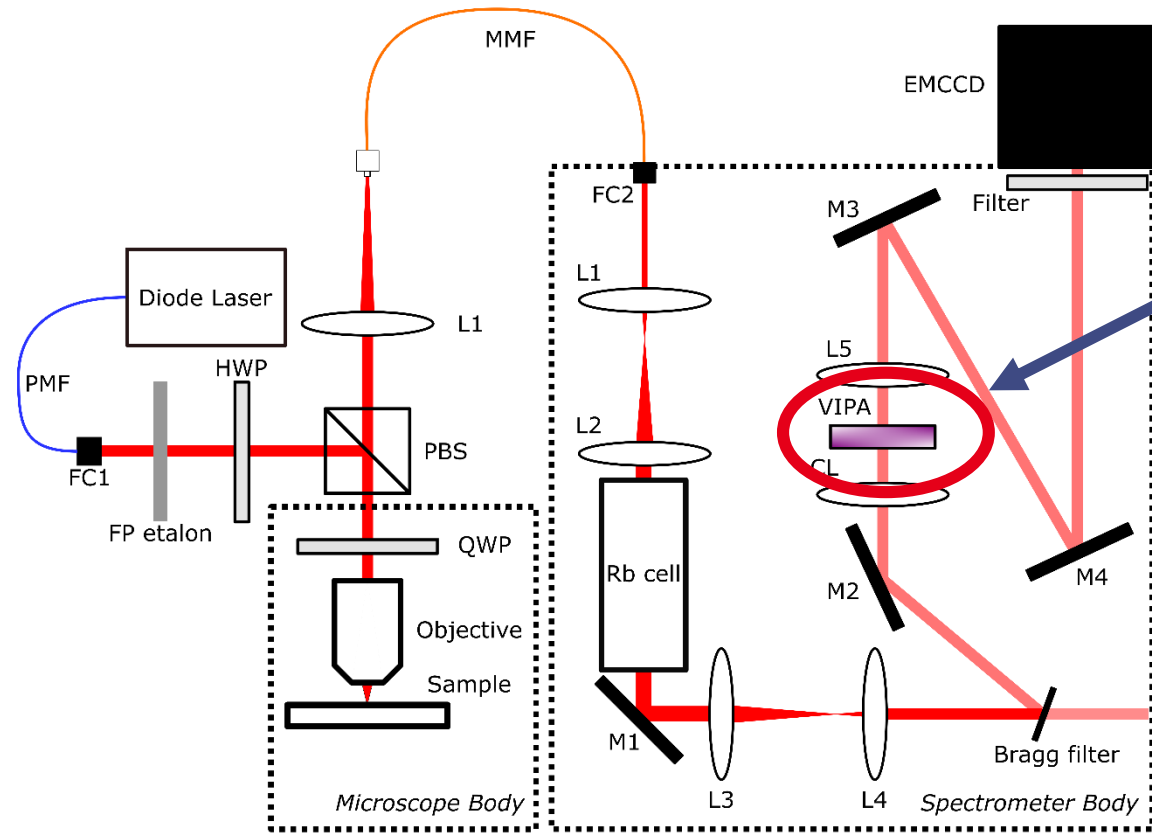 MMF
EMCCD
FC2
Filter
M3
L1
Diode Laser
L1
L5
HWP
PMF
VIPA
L2
PBS
FC1
CL
FP etalon
QWP
Rb cell
M4
M2
Objective
Sample
M1
Bragg filter
L3
L4
Microscope Body
Spectrometer Body